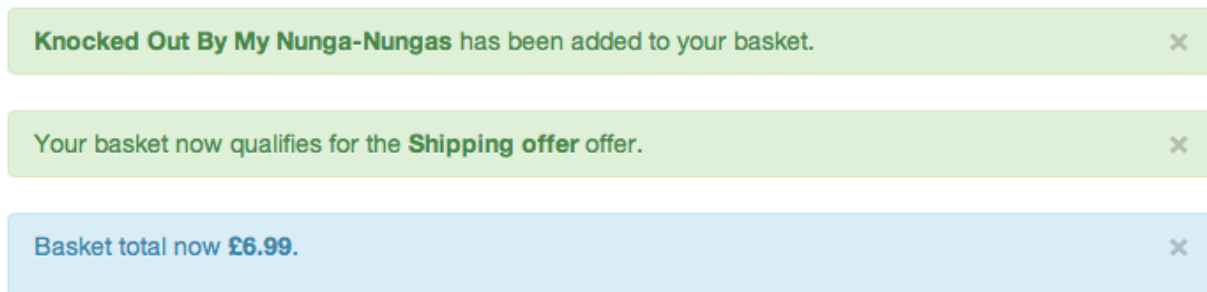 Knocked Out By My Nunga-Nungas has been added to your basket.
Your basket now qualifies for the Shipping offer offer.
Basket total now £6.99.